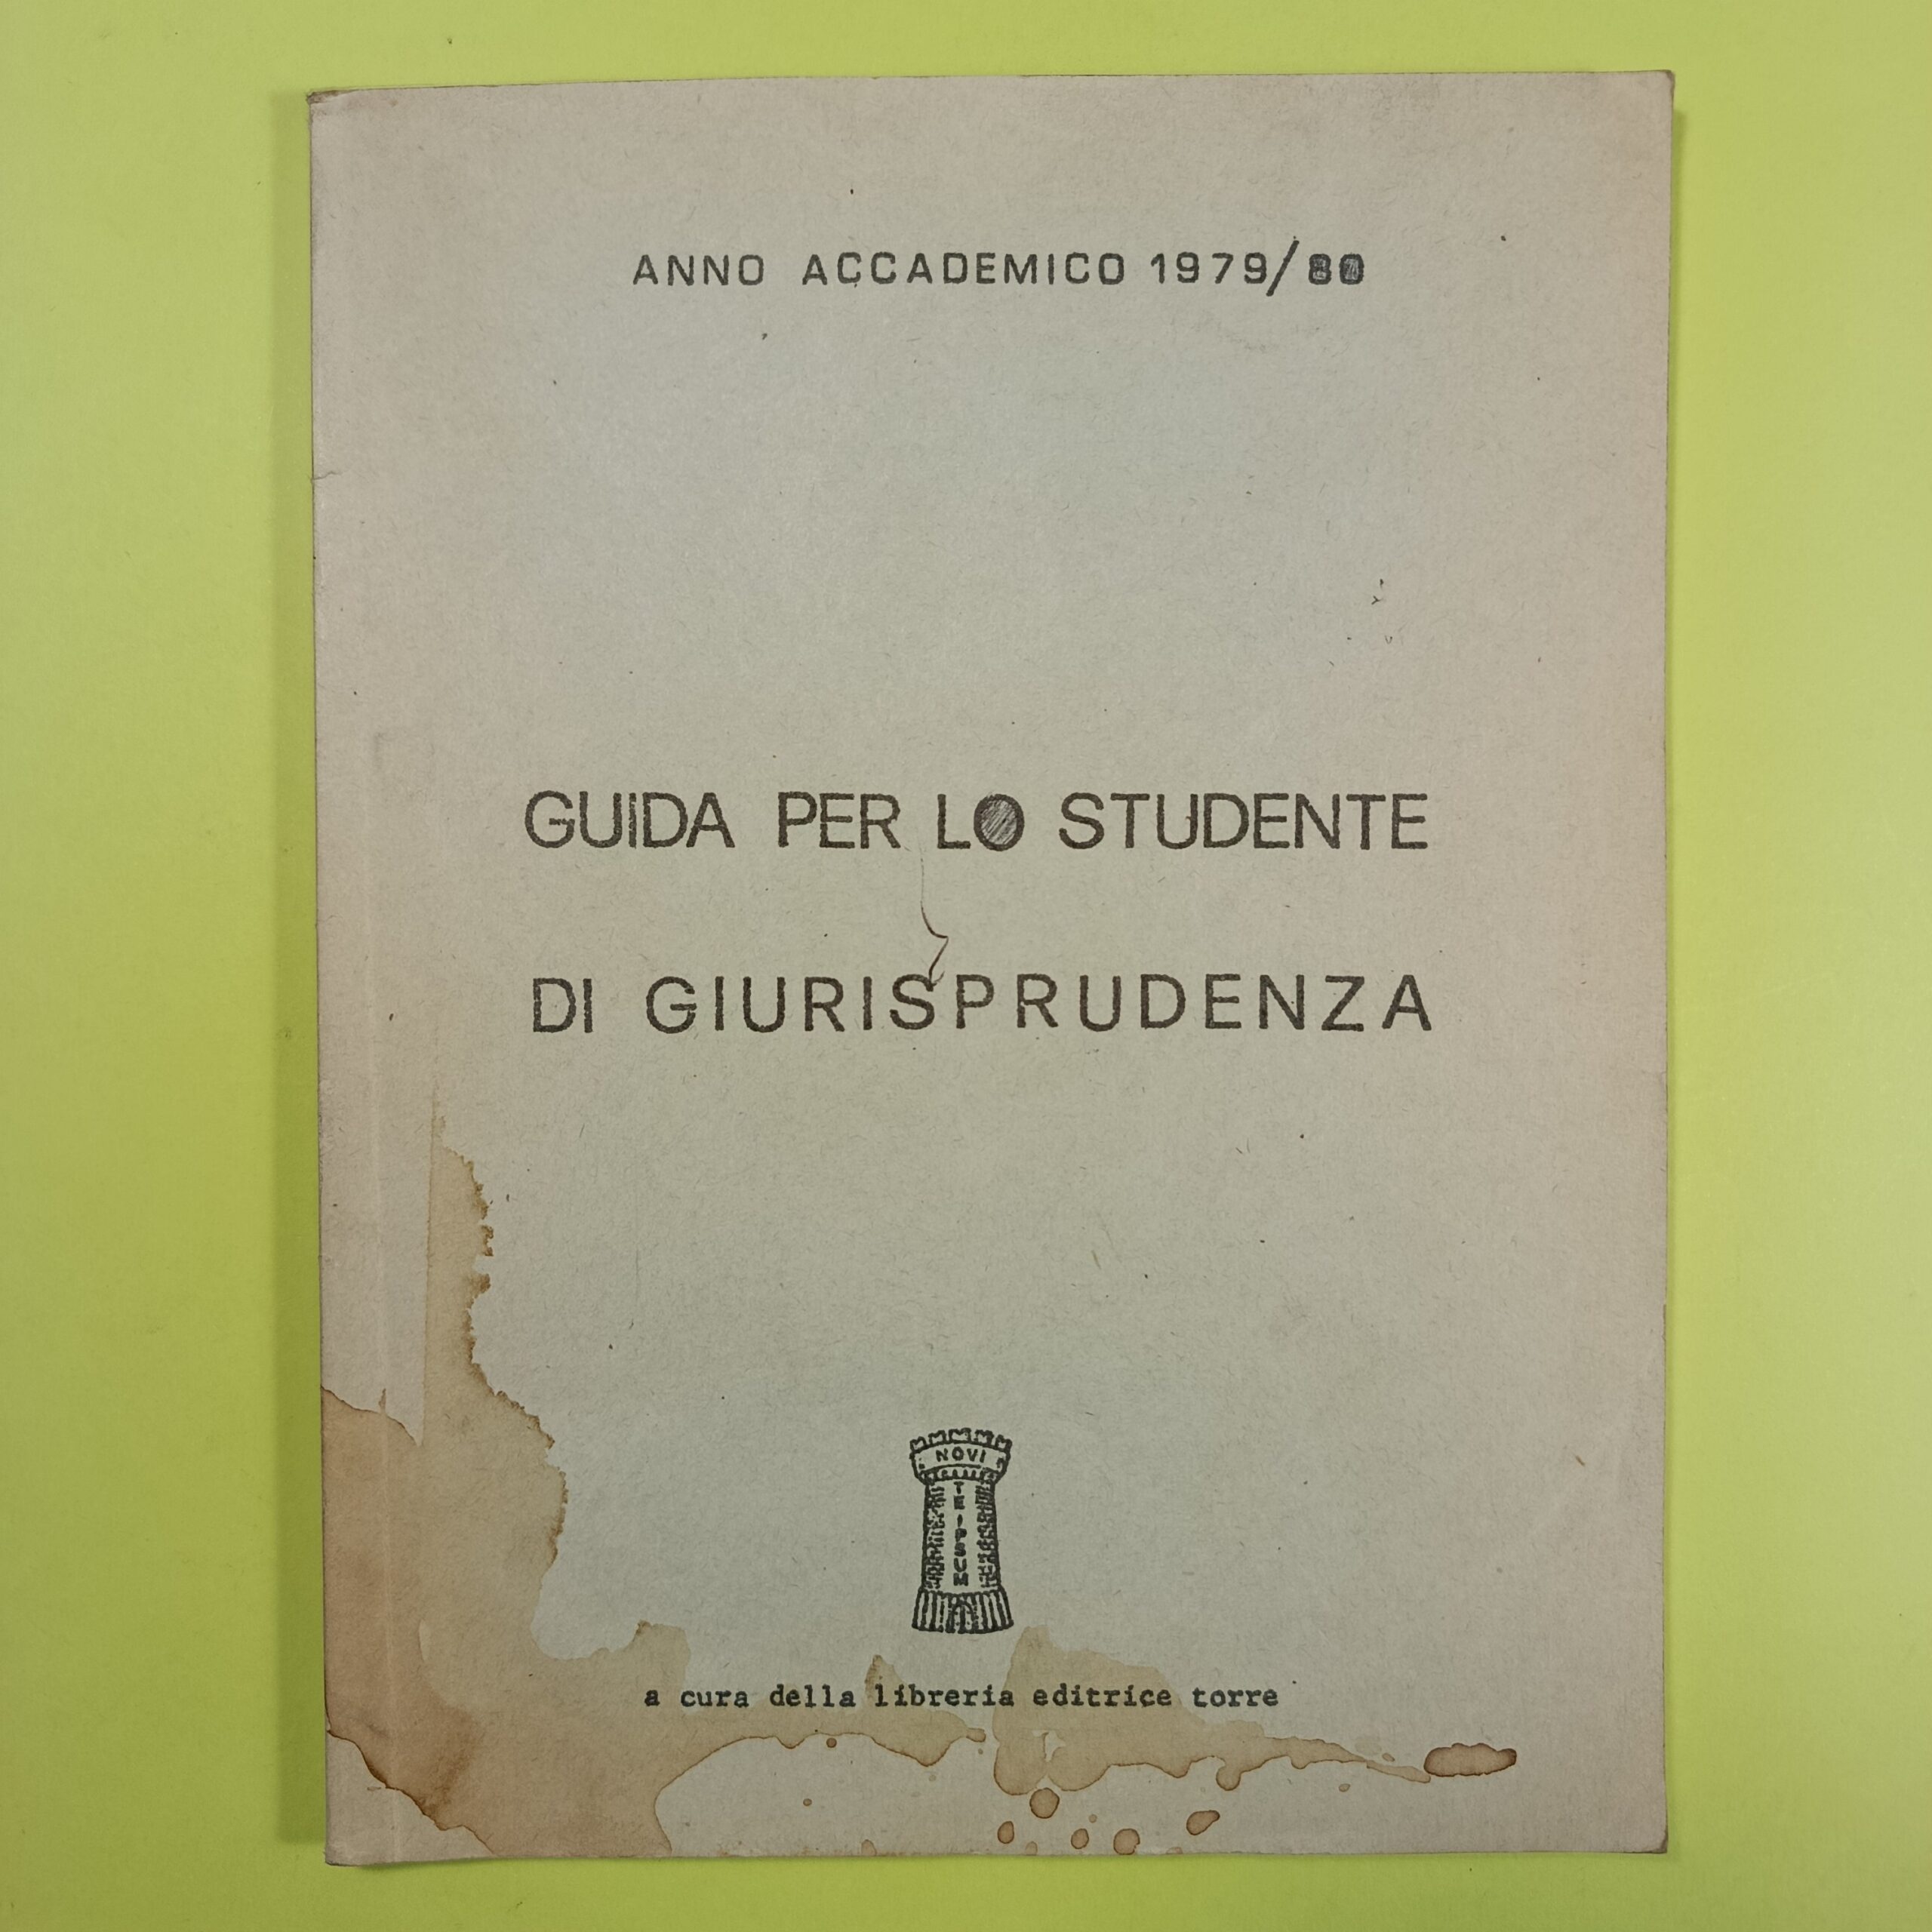 ANNO ACCADEMICO 1979/80
GUIDA PER LO STUDENTE
DI GIURISPRUDENZA
NOVI
TE IPSUM
a cura della libreria editrice torre